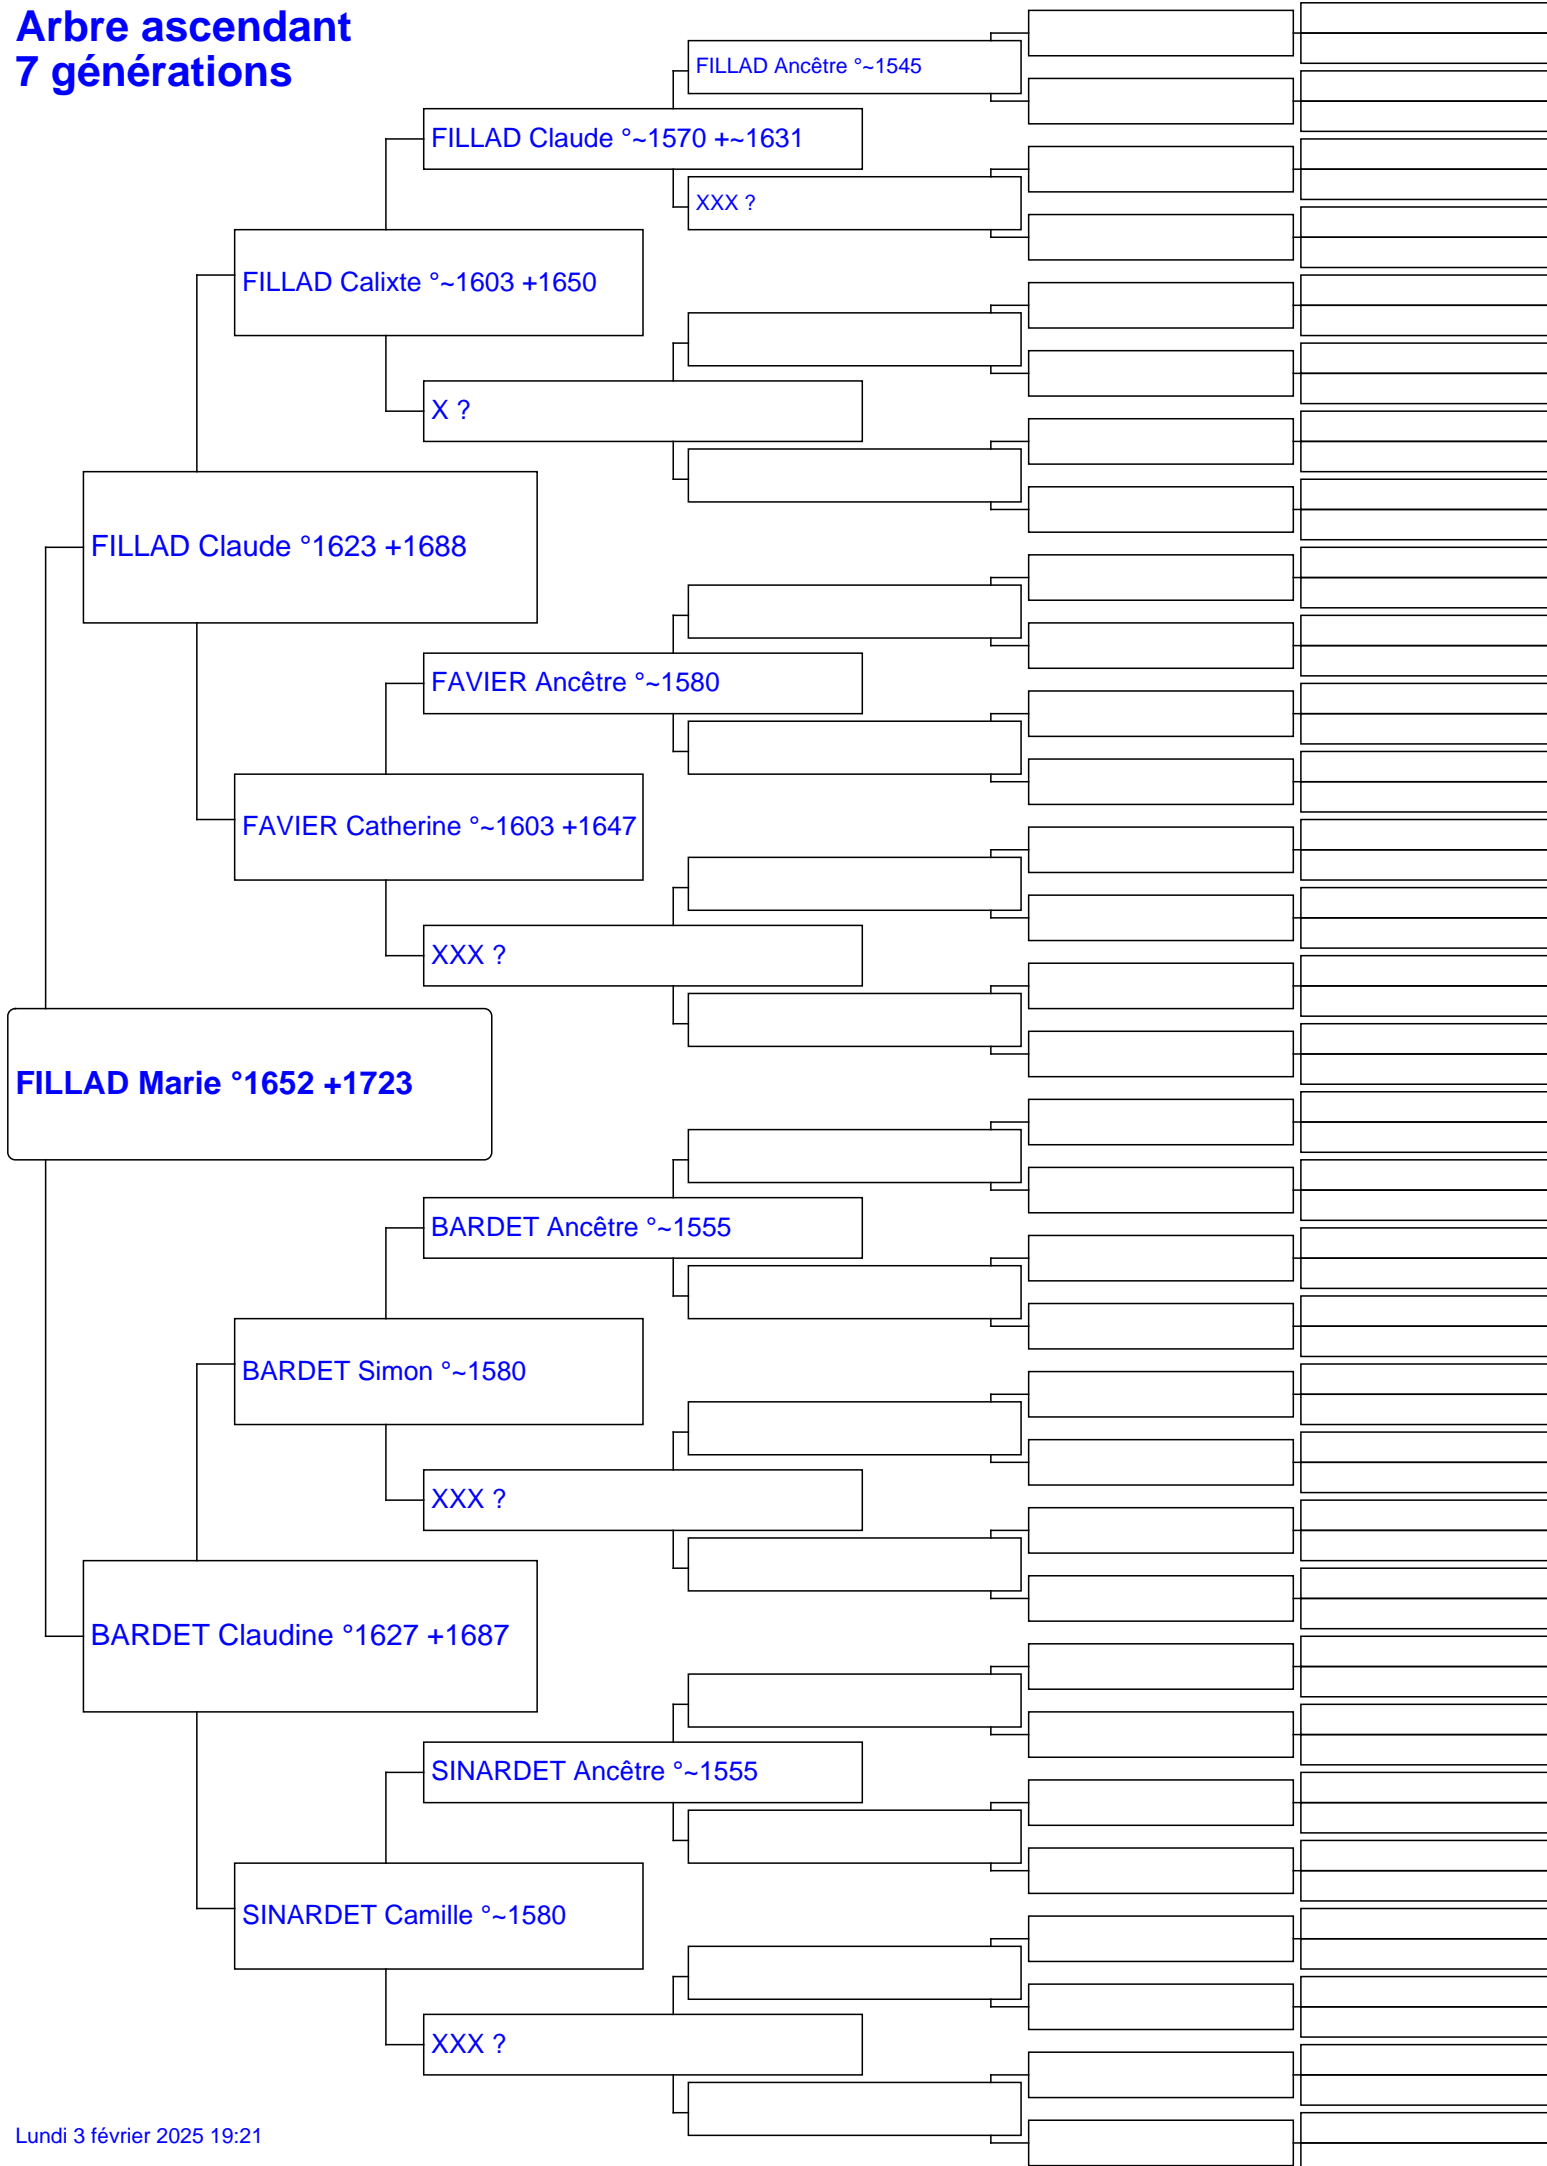 Arbre ascendant
7 générations
FILLAD Ancêtre °~1545
FILLAD Claude °~1570 +~1631
XXX ?
FILLAD Calixte °~1603 +1650
X ?
FILLAD Claude °1623 +1688
FAVIER Ancêtre °~1580
FAVIER Catherine °~1603 +1647
XXX ?
FILLAD Marie °1652 +1723
BARDET Ancêtre °~1555
BARDET Simon °~1580
XXX ?
BARDET Claudine °1627 +1687
SINARDET Ancêtre °~1555
SINARDET Camille °~1580
XXX ?
Lundi 3 février 2025 19:21